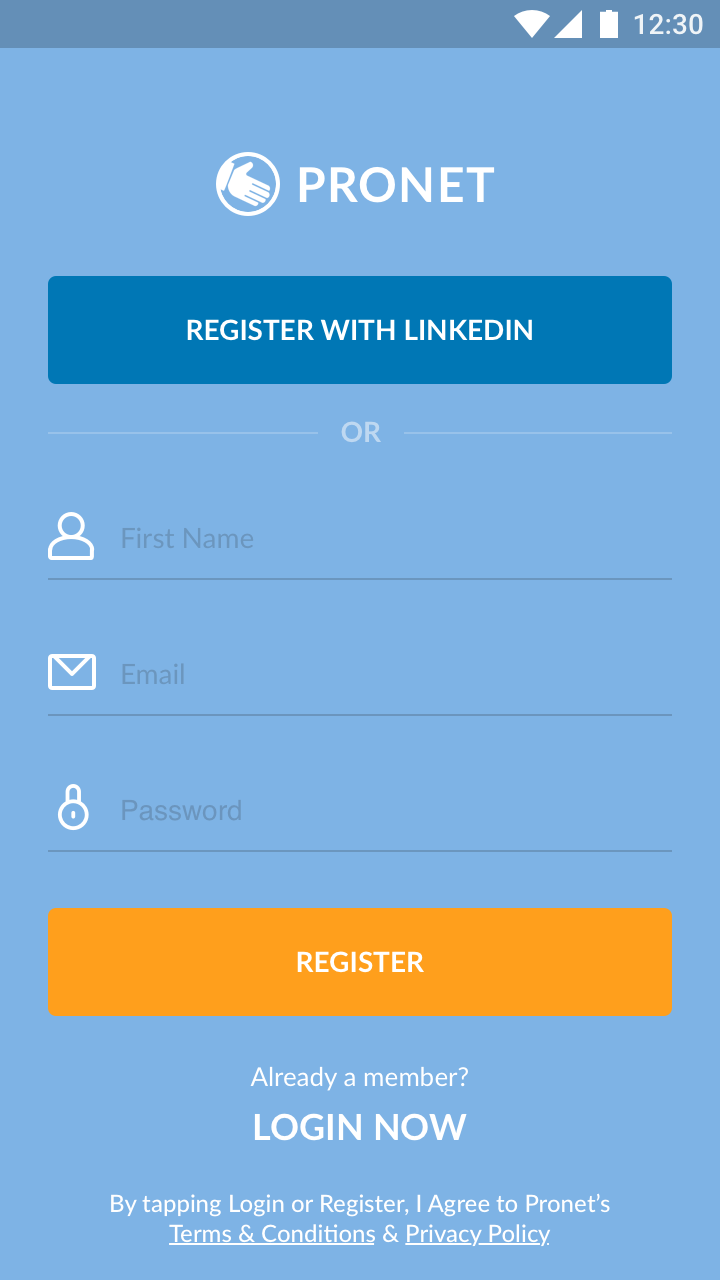 12:30
PRONET
REGISTER WITH LINKEDIN
OR
First Name
Email
Password
REGISTER
Already a member?
LOGIN NOW
By tapping Login or Register, I Agree to Pronet’s
Terms & Conditions & Privacy Policy